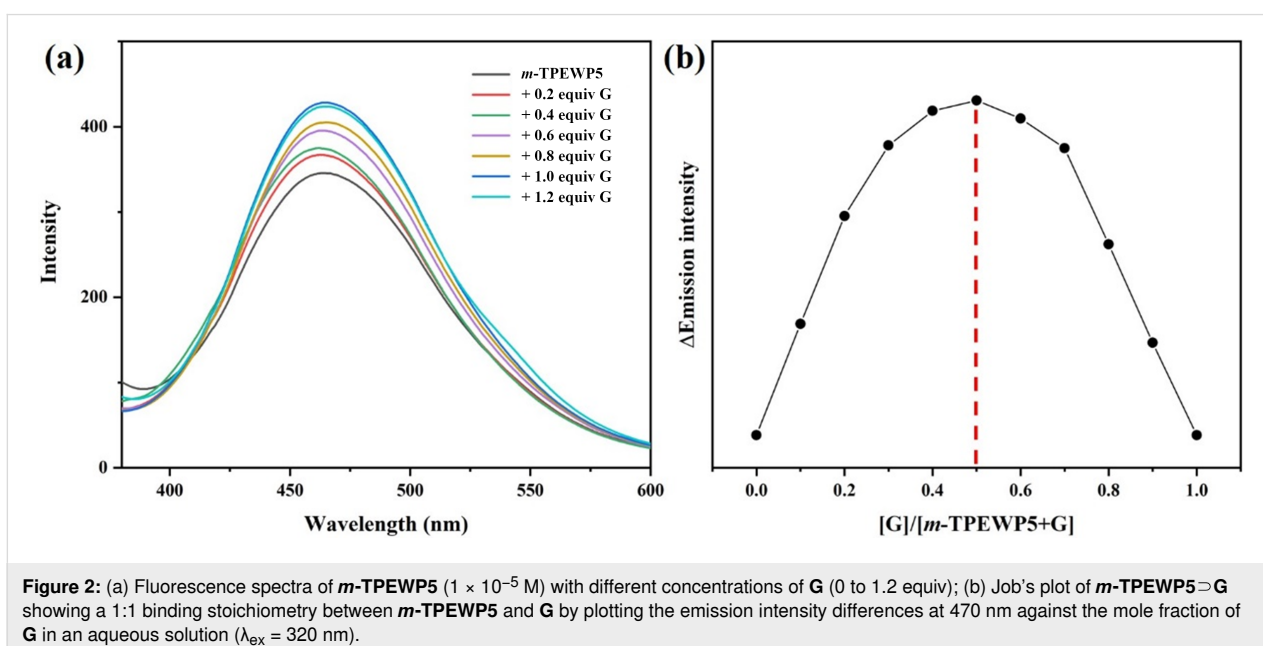 (a)
m-TPEWP5
+ 0.2 equiv G
+ 0.4 equiv G
+ 0.6 equiv G
+ 0.8 equiv G
+ 1.0 equiv G
+ 1.2 equiv G
Intensity
400
200
0
400 450 500 550 600
Wavelength (nm)
(b)
ΔEmission intensity
0.0 0.2 0.4 0.6 0.8 1.0
[G]/[m-TPEWP5+G]
Figure 2: (a) Fluorescence spectra of m-TPEWP5 (1 × 10⁻⁵ M) with different concentrations of G (0 to 1.2 equiv); (b) Job’s plot of m-TPEWP5⊃G
showing a 1:1 binding stoichiometry between m-TPEWP5 and G by plotting the emission intensity differences at 470 nm against the mole fraction of
G in an aqueous solution (λex = 320 nm).